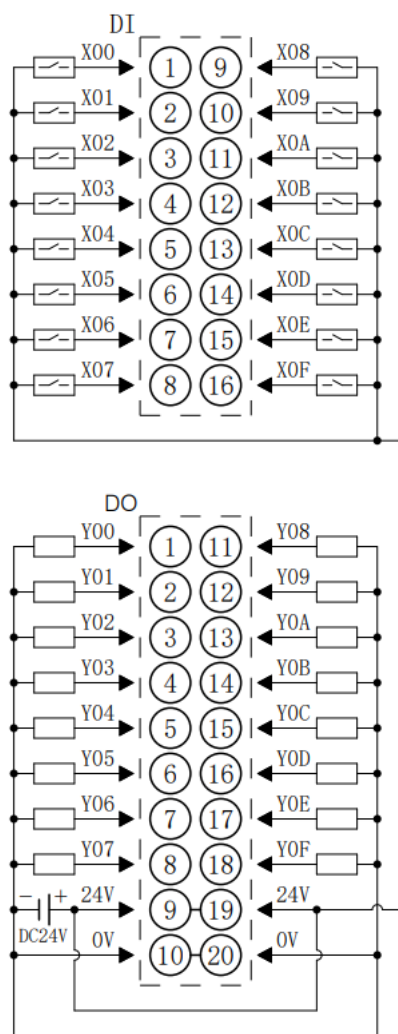 DI
X00 1 9 X08
X01 2 10 X09
X02 3 11 X0A
X03 4 12 X0B
X04 5 13 X0C
X05 6 14 X0D
X06 7 15 X0E
X07 8 16 X0F
DO
Y00 1 11 Y08
Y01 2 12 Y09
Y02 3 13 Y0A
Y03 4 14 Y0B
Y04 5 15 Y0C
Y05 6 16 Y0D
Y06 7 17 Y0E
Y07 8 18 Y0F
− + 24V 9 19 24V
DC24V 0V 10 20 0V